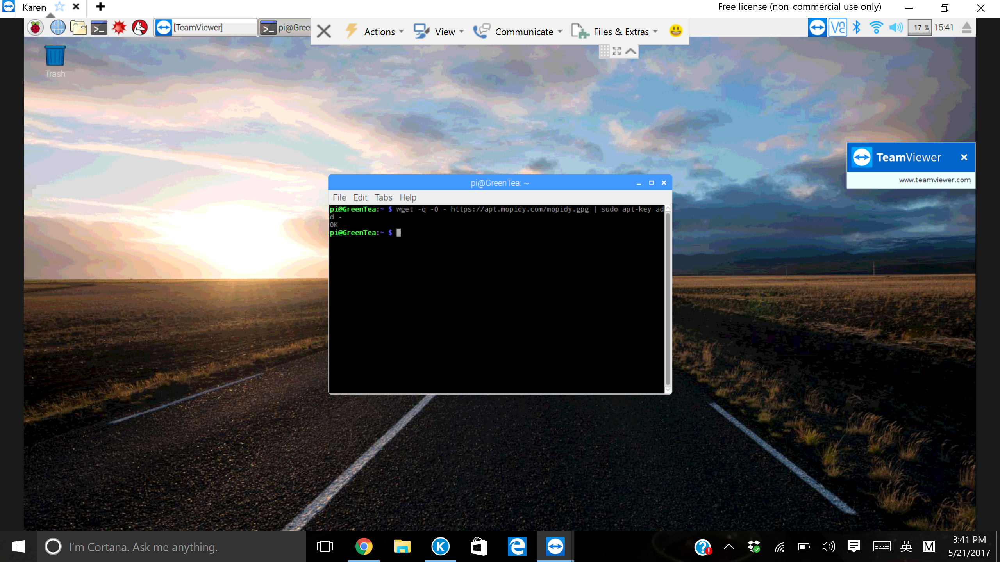 Karen
Free license (non-commercial use only)
[TeamViewer]
pi@Gree
Actions
View
Communicate
Files & Extras
17 %
15:41
Trash
TeamViewer
www.teamviewer.com
pi@GreenTea: ~
File Edit Tabs Help
pi@GreenTea:~ $ wget -q -O - https://apt.mopidy.com/mopidy.gpg | sudo apt-key ad
d -
OK
pi@GreenTea:~ $
I'm Cortana. Ask me anything.
英
M
3:41 PM
5/21/2017